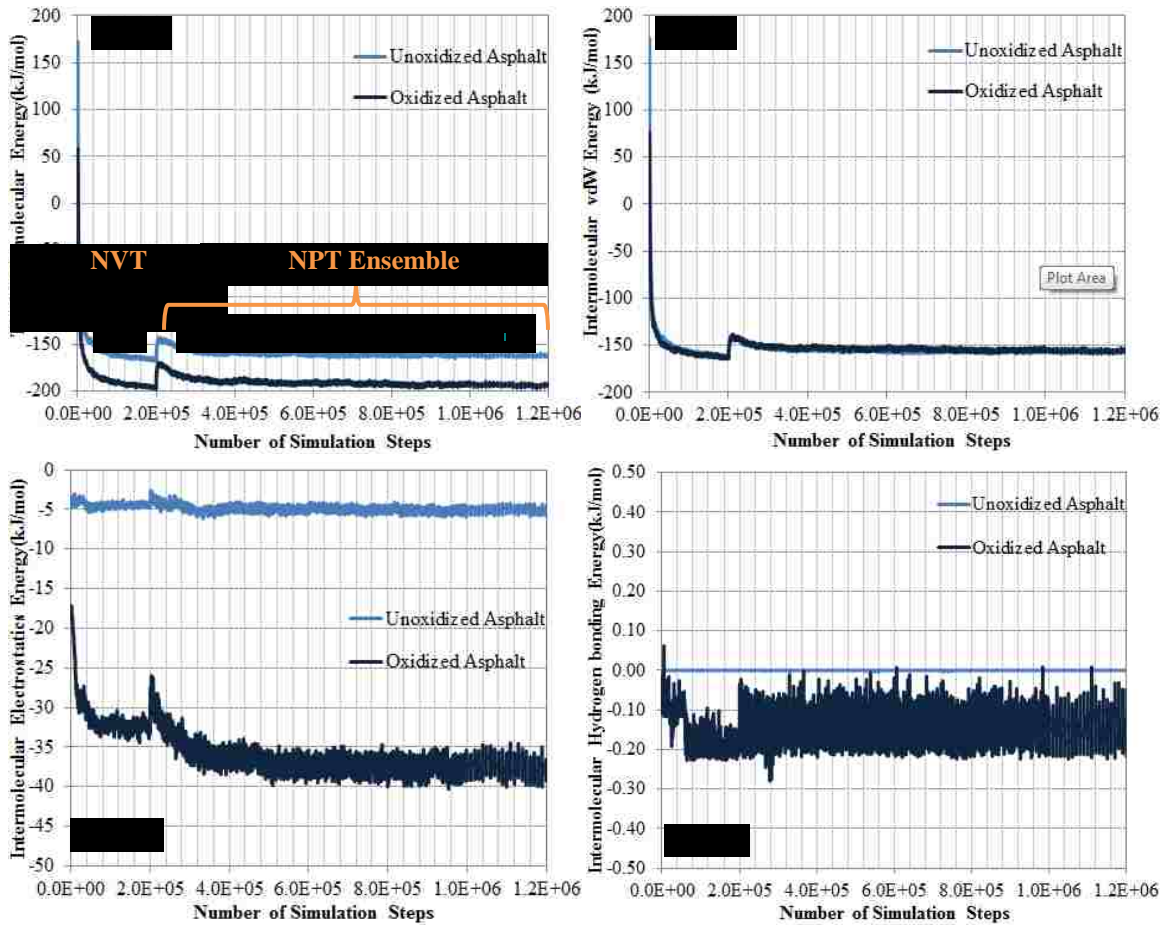 200
150
100
50
0
-150
-200
0.0E+00 2.0E+05 4.0E+05 6.0E+05 8.0E+05 1.0E+06 1.2E+06
Number of Simulation Steps
Energy(kJ/mol)
Unoxidized Asphalt
Oxidized Asphalt
NVT
NPT Ensemble
200
150
100
50
0
-50
-100
-150
-200
0.0E+00 2.0E+05 4.0E+05 6.0E+05 8.0E+05 1.0E+06 1.2E+06
Number of Simulation Steps
Intermolecular vdW Energy (kJ/mol)
Unoxidized Asphalt
Oxidized Asphalt
Plot Area
0
-5
-10
-15
-20
-25
-30
-35
-40
-45
-50
0.0E+00 2.0E+05 4.0E+05 6.0E+05 8.0E+05 1.0E+06 1.2E+06
Number of Simulation Steps
Intermolecular Electrostatics Energy(kJ/mol)
Unoxidized Asphalt
Oxidized Asphalt
0.50
0.40
0.30
0.20
0.10
0.00
-0.10
-0.20
-0.30
-0.40
-0.50
0.0E+00 2.0E+05 4.0E+05 6.0E+05 8.0E+05 1.0E+06 1.2E+06
Number of Simulation Steps
Intermolecular Hydrogen bonding Energy(kJ/mol)
Unoxidized Asphalt
Oxidized Asphalt